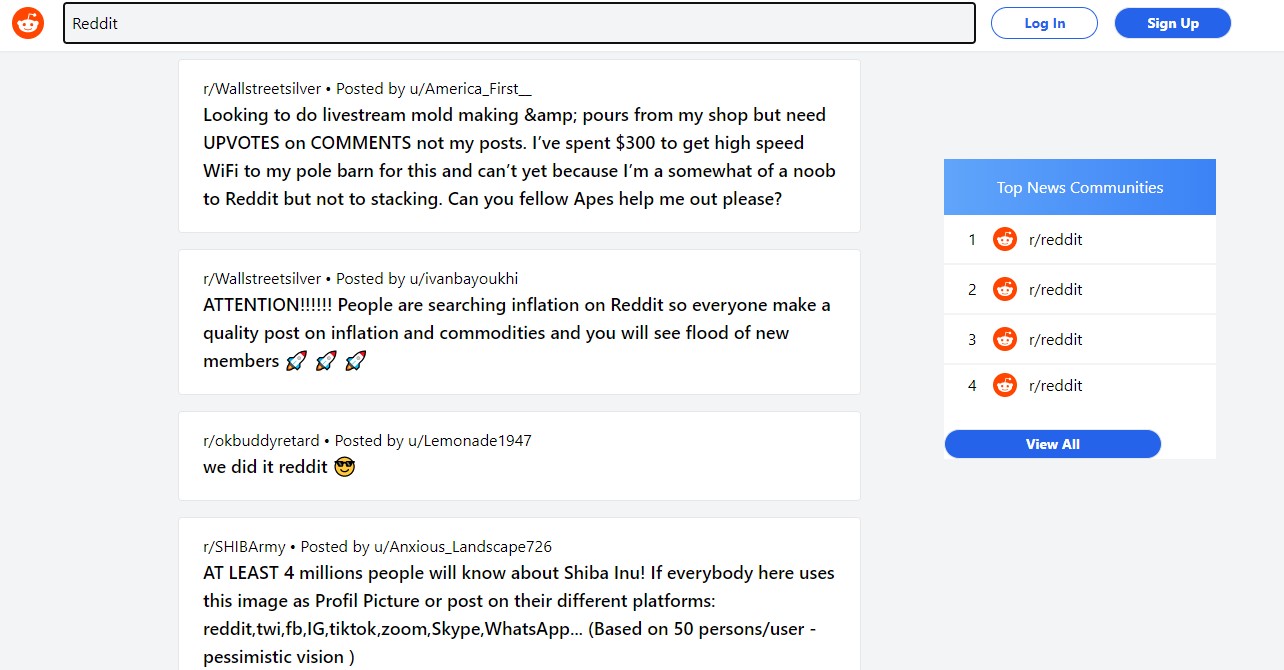 Reddit
Log In
Sign Up
r/Wallstreetsilver • Posted by u/America_First__
Looking to do livestream mold making &amp; pours from my shop but need
UPVOTES on COMMENTS not my posts. I’ve spent $300 to get high speed
WiFi to my pole barn for this and can’t yet because I’m a somewhat of a noob
to Reddit but not to stacking. Can you fellow Apes help me out please?
r/Wallstreetsilver • Posted by u/ivanbayoukhi
ATTENTION!!!!!! People are searching inflation on Reddit so everyone make a
quality post on inflation and commodities and you will see flood of new
members 🚀 🚀 🚀
r/okbuddyretard • Posted by u/Lemonade1947
we did it reddit 😎
r/SHIBArmy • Posted by u/Anxious_Landscape726
AT LEAST 4 millions people will know about Shiba Inu! If everybody here uses
this image as Profil Picture or post on their different platforms:
reddit,twi,fb,IG,tiktok,zoom,Skype,WhatsApp... (Based on 50 persons/user -
pessimistic vision )
Top News Communities
1 r/reddit
2 r/reddit
3 r/reddit
4 r/reddit
View All